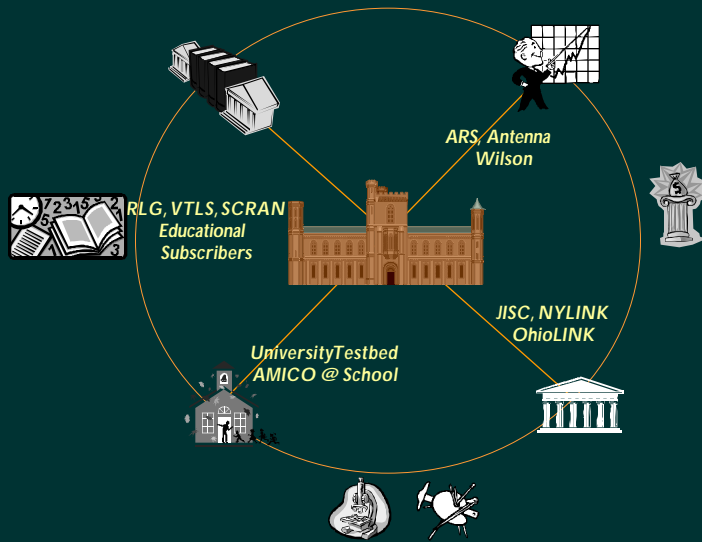 ARS, Antenna
Wilson
RLG, VTLS, SCRAN
Educational
Subscribers
JISC, NYLINK
OhioLINK
UniversityTestbed
AMICO @ School